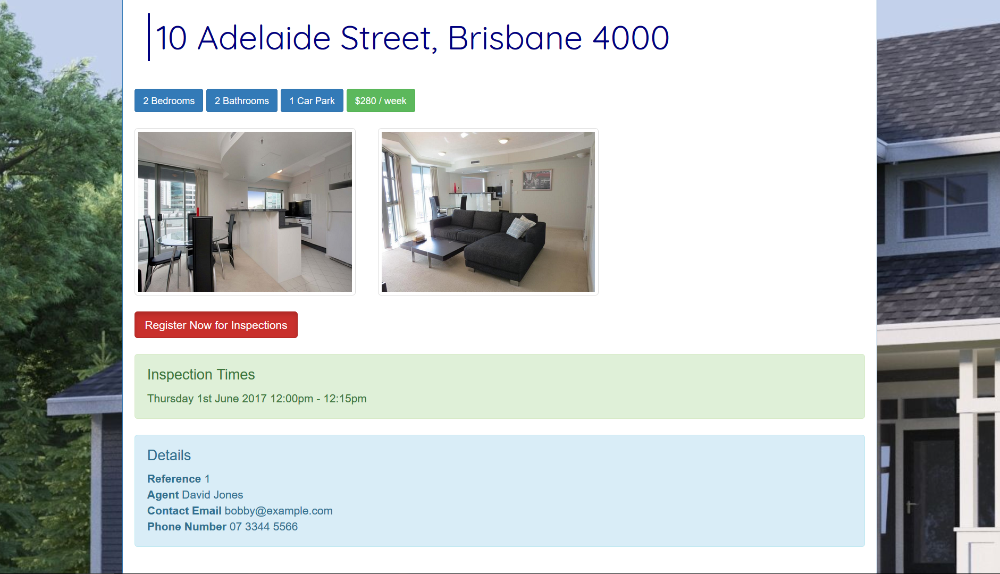 10 Adelaide Street, Brisbane 4000
2 Bedrooms 2 Bathrooms 1 Car Park $280 / week
Register Now for Inspections
Inspection Times
Thursday 1st June 2017 12:00pm - 12:15pm
Details
Reference 1
Agent David Jones
Contact Email bobby@example.com
Phone Number 07 3344 5566